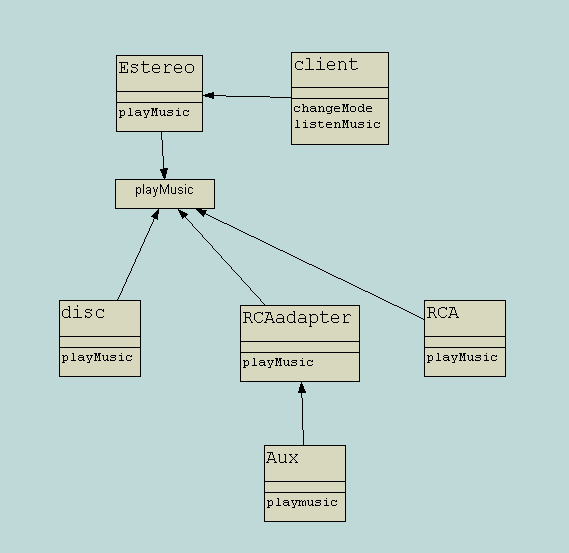 Estereo
playMusic
client
changeMode
listenMusic
playMusic
disc
playMusic
RCAadapter
playMusic
RCA
playMusic
Aux
playmusic